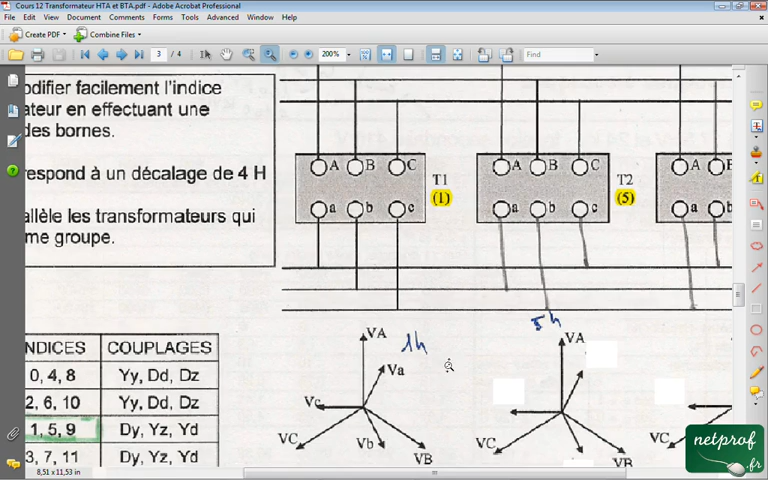 Cours 12 Transformateur HTA et BTA.pdf - Adobe Acrobat Professional
File Edit View Document Comments Forms Tools Advanced Window Help
Create PDF Combine Files
3 / 4 200% Find
odifier facilement l'indice
ateur en effectuant une
des bornes.
respond à un décalage de 4 H
allèle les transformateurs qui
me groupe.
A B C
T1
(1)
a b c
A B C
T2
(5)
a b c
A B
a b
NDICES COUPLAGES
0, 4, 8 Yy, Dd, Dz
2, 6, 10 Yy, Dd, Dz
1, 5, 9 Dy, Yz, Yd
3, 7, 11 Dy, Yz, Yd
VA
1h
Va
Vc
VC
Vb
VB
5h
VA
VC
VB
VC
8,51 x 11,53 in
netprof
.fr